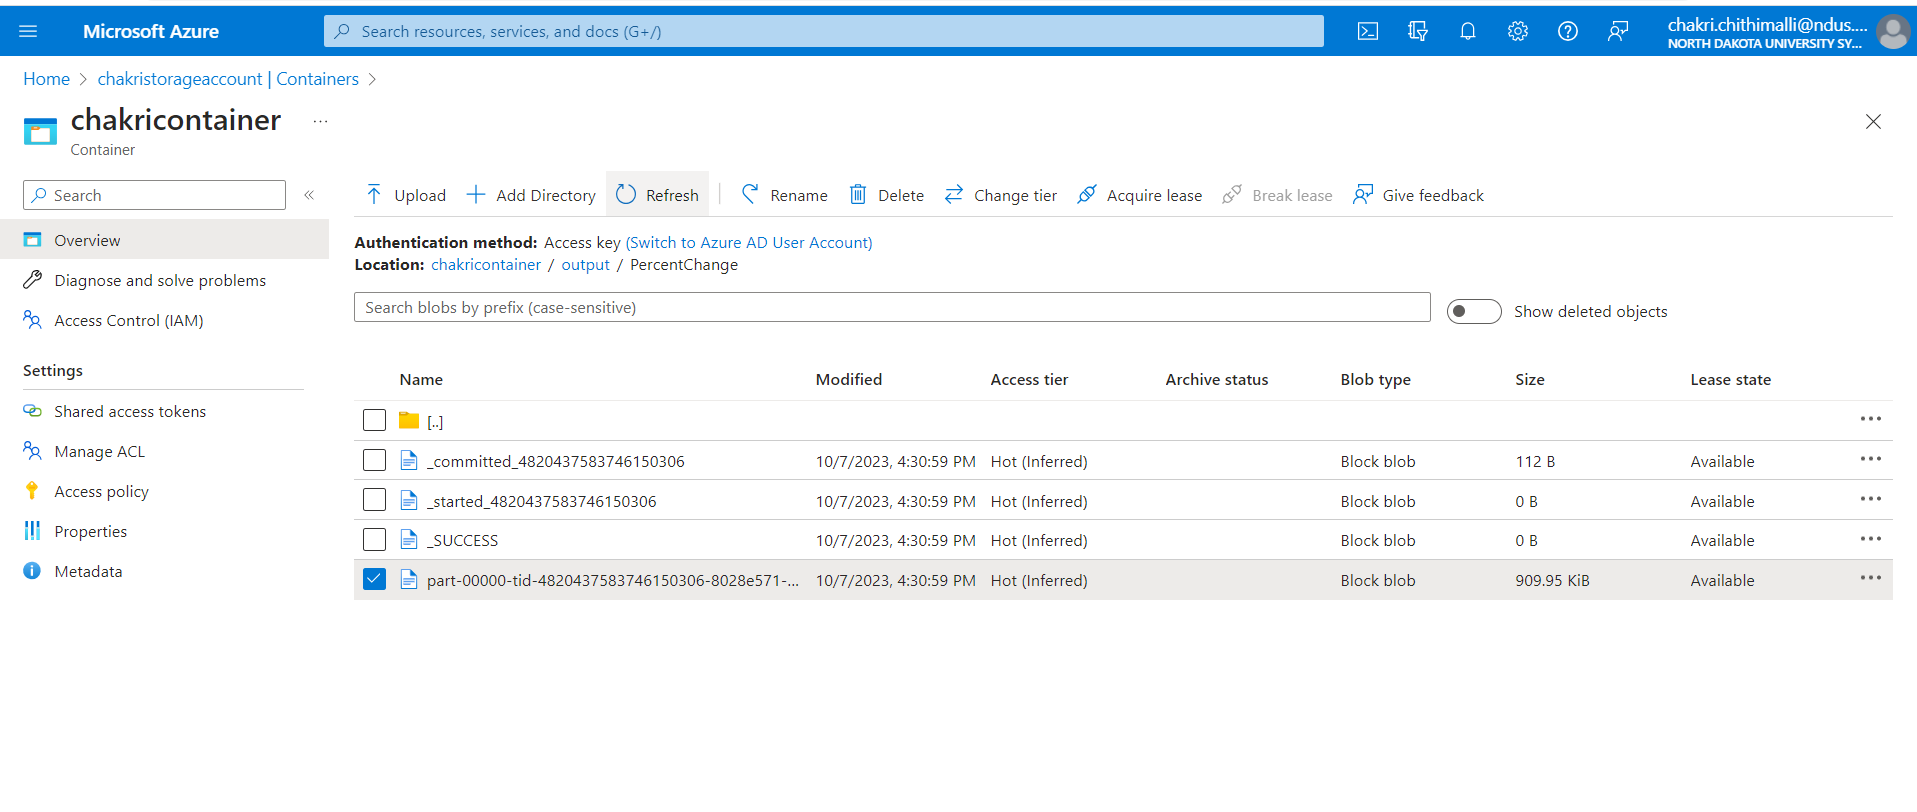 Microsoft Azure
Search resources, services, and docs (G+/)
chakri.chithimalli@ndus....
NORTH DAKOTA UNIVERSITY SY...
Home > chakristorageaccount | Containers >
chakricontainer ...
Container
Search «
Overview
Diagnose and solve problems
Access Control (IAM)
Settings
Shared access tokens
Manage ACL
Access policy
Properties
Metadata
Upload Add Directory Refresh Rename Delete Change tier Acquire lease Break lease Give feedback
Authentication method: Access key (Switch to Azure AD User Account)
Location: chakricontainer / output / PercentChange
Search blobs by prefix (case-sensitive)
Show deleted objects
Name Modified Access tier Archive status Blob type Size Lease state
[..]
_committed_4820437583746150306 10/7/2023, 4:30:59 PM Hot (Inferred) Block blob 112 B Available
_started_4820437583746150306 10/7/2023, 4:30:59 PM Hot (Inferred) Block blob 0 B Available
_SUCCESS 10/7/2023, 4:30:59 PM Hot (Inferred) Block blob 0 B Available
part-00000-tid-4820437583746150306-8028e571-... 10/7/2023, 4:30:59 PM Hot (Inferred) Block blob 909.95 KiB Available